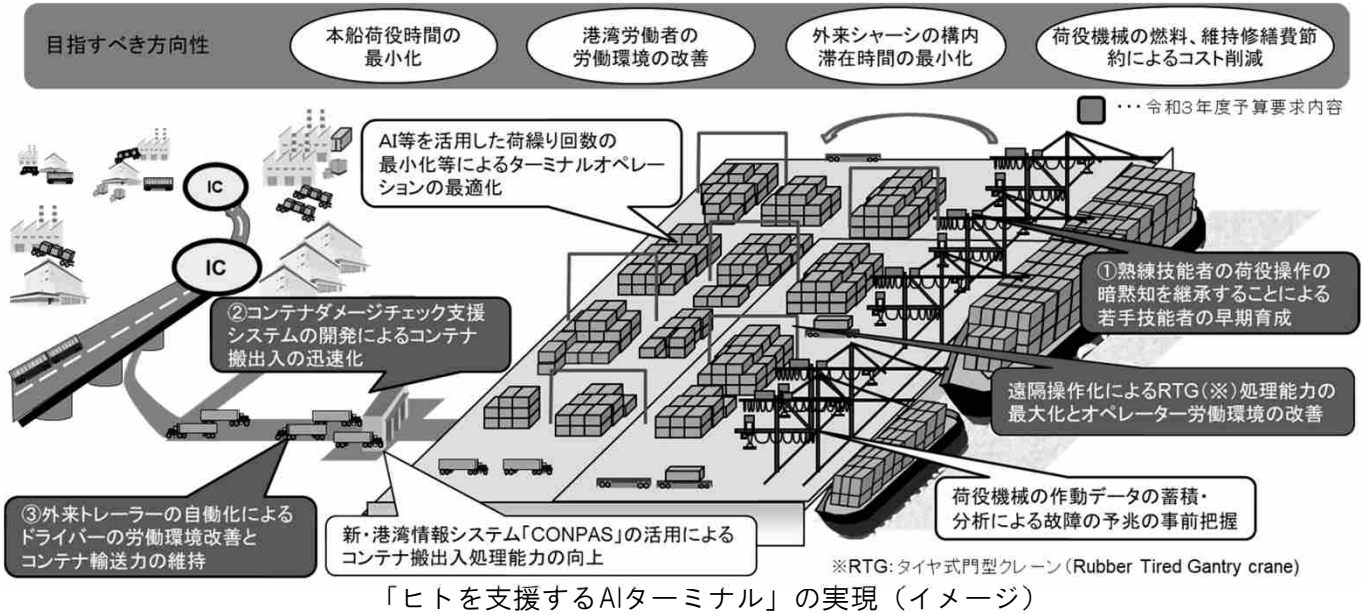 目指すべき方向性
本船荷役時間の
最小化
港湾労働者の
労働環境の改善
外来シャーシの構内
滞在時間の最小化
荷役機械の燃料、維持修繕費節
約によるコスト削減
・・・令和3年度予算要求内容
AI等を活用した荷繰り回数の
最小化等によるターミナルオペレー
ションの最適化
IC
IC
①熟練技能者の荷役操作の
暗黙知を継承することによる
若手技能者の早期育成
②コンテナダメージチェック支援
システムの開発によるコンテナ
搬出入の迅速化
遠隔操作化によるRTG(※)処理能力の
最大化とオペレーター労働環境の改善
荷役機械の作動データの蓄積・
分析による故障の予兆の事前把握
③外来トレーラーの自働化による
ドライバーの労働環境改善と
コンテナ輸送力の維持
新・港湾情報システム「CONPAS」の活用による
コンテナ搬出入処理能力の向上
※RTG:タイヤ式門型クレーン(Rubber Tired Gantry crane)
「ヒトを支援するAIターミナル」の実現（イメージ）